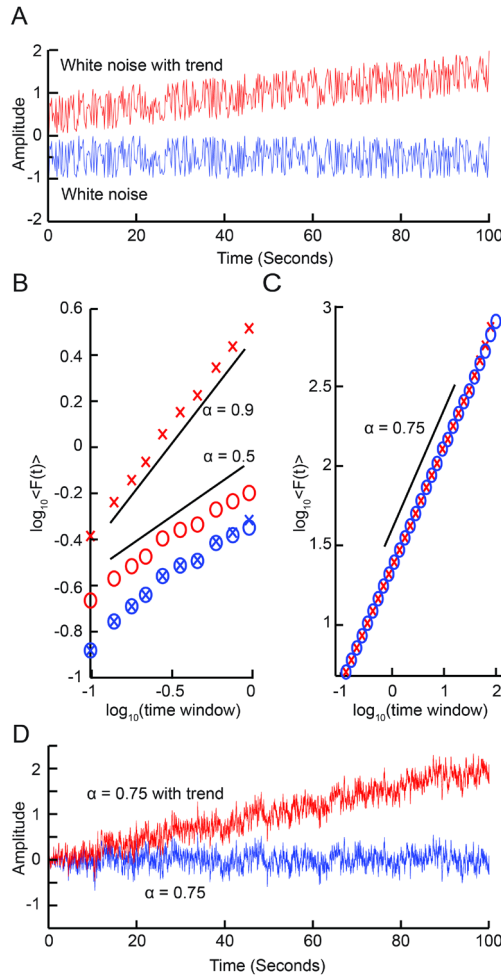 A
2
1
0
-1
-2
Amplitude
White noise with trend
White noise
0
20
40
60
80
100
Time (Seconds)
B
0.6
0.4
0.2
0
-0.2
-0.4
-0.6
-0.8
-1
log10<F(t)>
α = 0.9
α = 0.5
-1
-0.5
0
log10(time window)
C
3
2.5
2
1.5
1
log10<F(t)>
α = 0.75
-1
0
1
2
log10(time window)
D
2
1
0
-1
Amplitude
α = 0.75 with trend
α = 0.75
0
20
40
60
80
100
Time (Seconds)